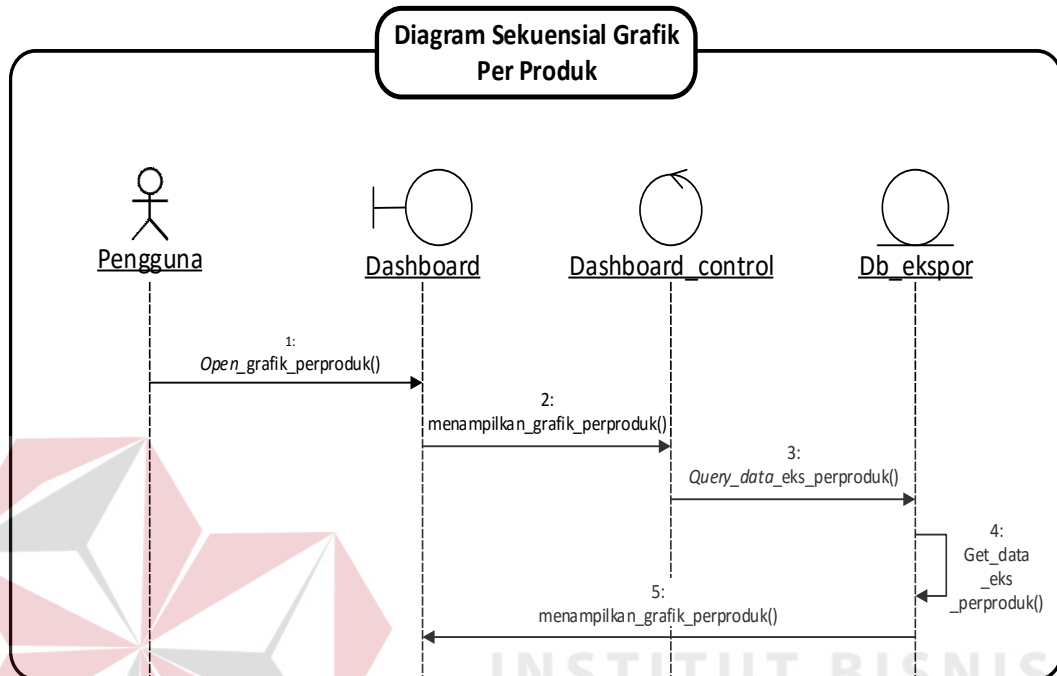 Diagram Sekuensial Grafik
Per Produk
Pengguna
Dashboard
Dashboard_control
Db_ekspor
1:
Open_grafik_perproduk()
2:
menampilkan_grafik_perproduk()
3:
Query_data_eks_perproduk()
4:
Get_data
_eks
_perproduk()
5:
menampilkan_grafik_perproduk()
INSTITUT BISNIS